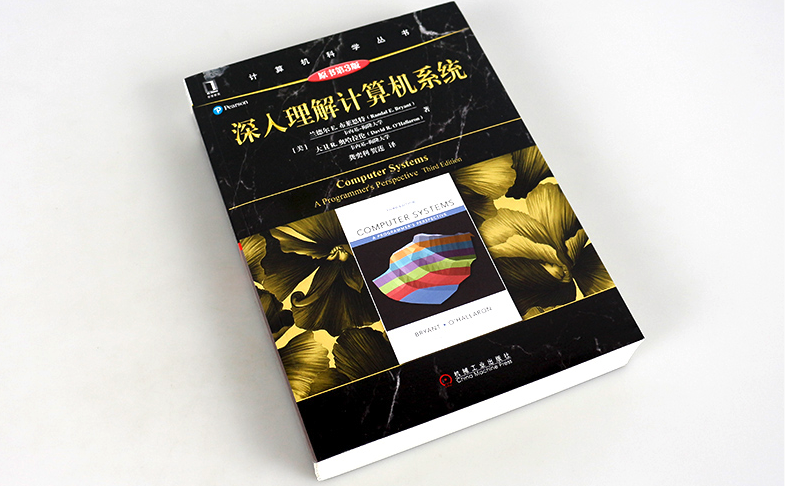 计算机科学丛书
原书第3版
Pearson
深入理解计算机系统
兰德尔 E. 布莱恩特（Randal E. Bryant）
卡内基-梅隆大学
[美]
著
大卫 R. 奥哈拉伦（David R. O'Hallaron）
卡内基-梅隆大学
龚奕利 贺莲 译
Computer Systems
A Programmer's Perspective Third Edition
THIRD EDITION
COMPUTER SYSTEMS
A PROGRAMMER'S PERSPECTIVE
BRYANT • O'HALLARON
机械工业出版社
China Machine Press